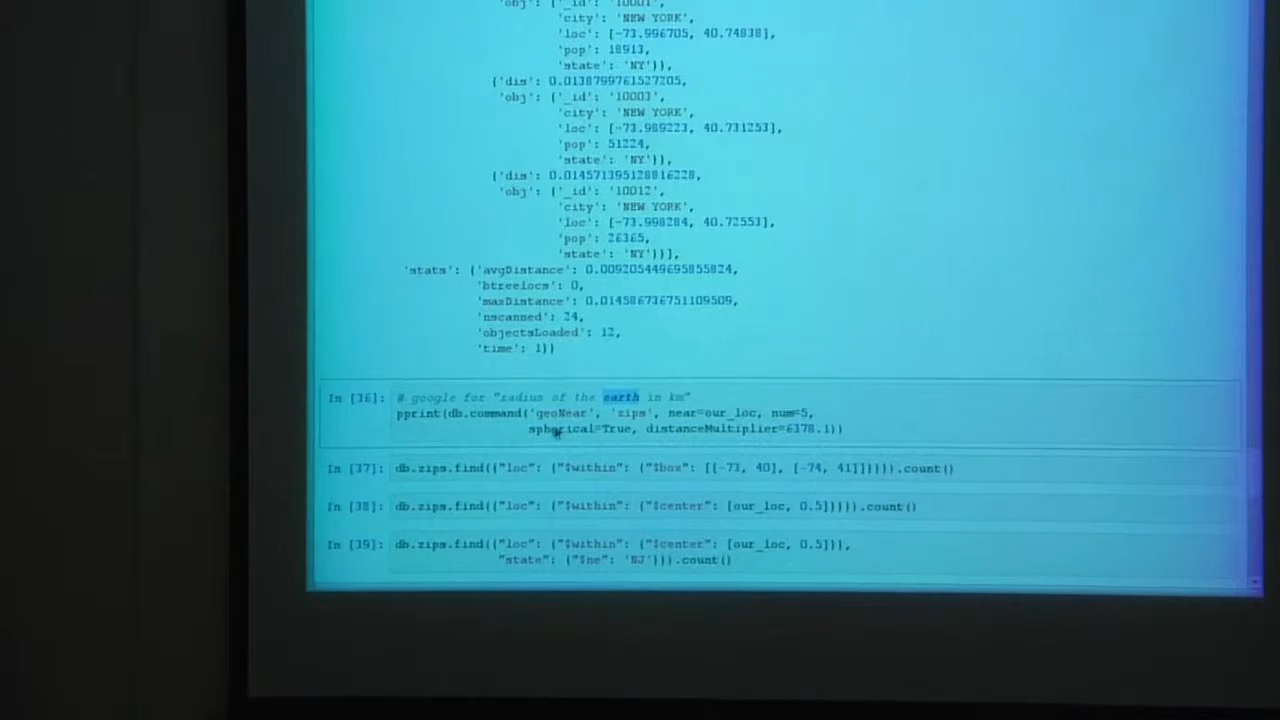 'obj': {'_id': '10001',
'city': 'NEW YORK',
'loc': [-73.996705, 40.74838],
'pop': 18913,
'state': 'NY'}},
{'dis': 0.0138799761527205,
'obj': {'_id': '10003',
'city': 'NEW YORK',
'loc': [-73.989223, 40.731253],
'pop': 51224,
'state': 'NY'}},
{'dis': 0.014571395128816228,
'obj': {'_id': '10012',
'city': 'NEW YORK',
'loc': [-73.998284, 40.72553],
'pop': 26365,
'state': 'NY'}}],
'stats': {'avgDistance': 0.009205449695855824,
'btreelocs': 0,
'maxDistance': 0.014586736751109509,
'nscanned': 24,
'objectsLoaded': 12,
'time': 1}}
In [36]: # google for "radius of the earth in km"
pprint(db.command('geoNear', 'zips', near=our_loc, num=5,
spherical=True, distanceMultiplier=6378.1))
In [37]: db.zips.find({"loc": {"$within": {"$box": [[-73, 40], [-74, 41]]}}}).count()
In [38]: db.zips.find({"loc": {"$within": {"$center": [our_loc, 0.5]}}}).count()
In [39]: db.zips.find({"loc": {"$within": {"$center": [our_loc, 0.5]}},
"state": {"$ne": 'NJ'}}).count()